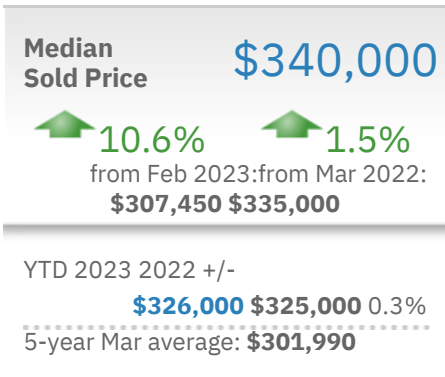 Median
Sold Price
$340,000
10.6%
1.5%
from Feb 2023:from Mar 2022:
$307,450 $335,000
YTD 2023 2022 +/-
$326,000 $325,000 0.3%
5-year Mar average: $301,990